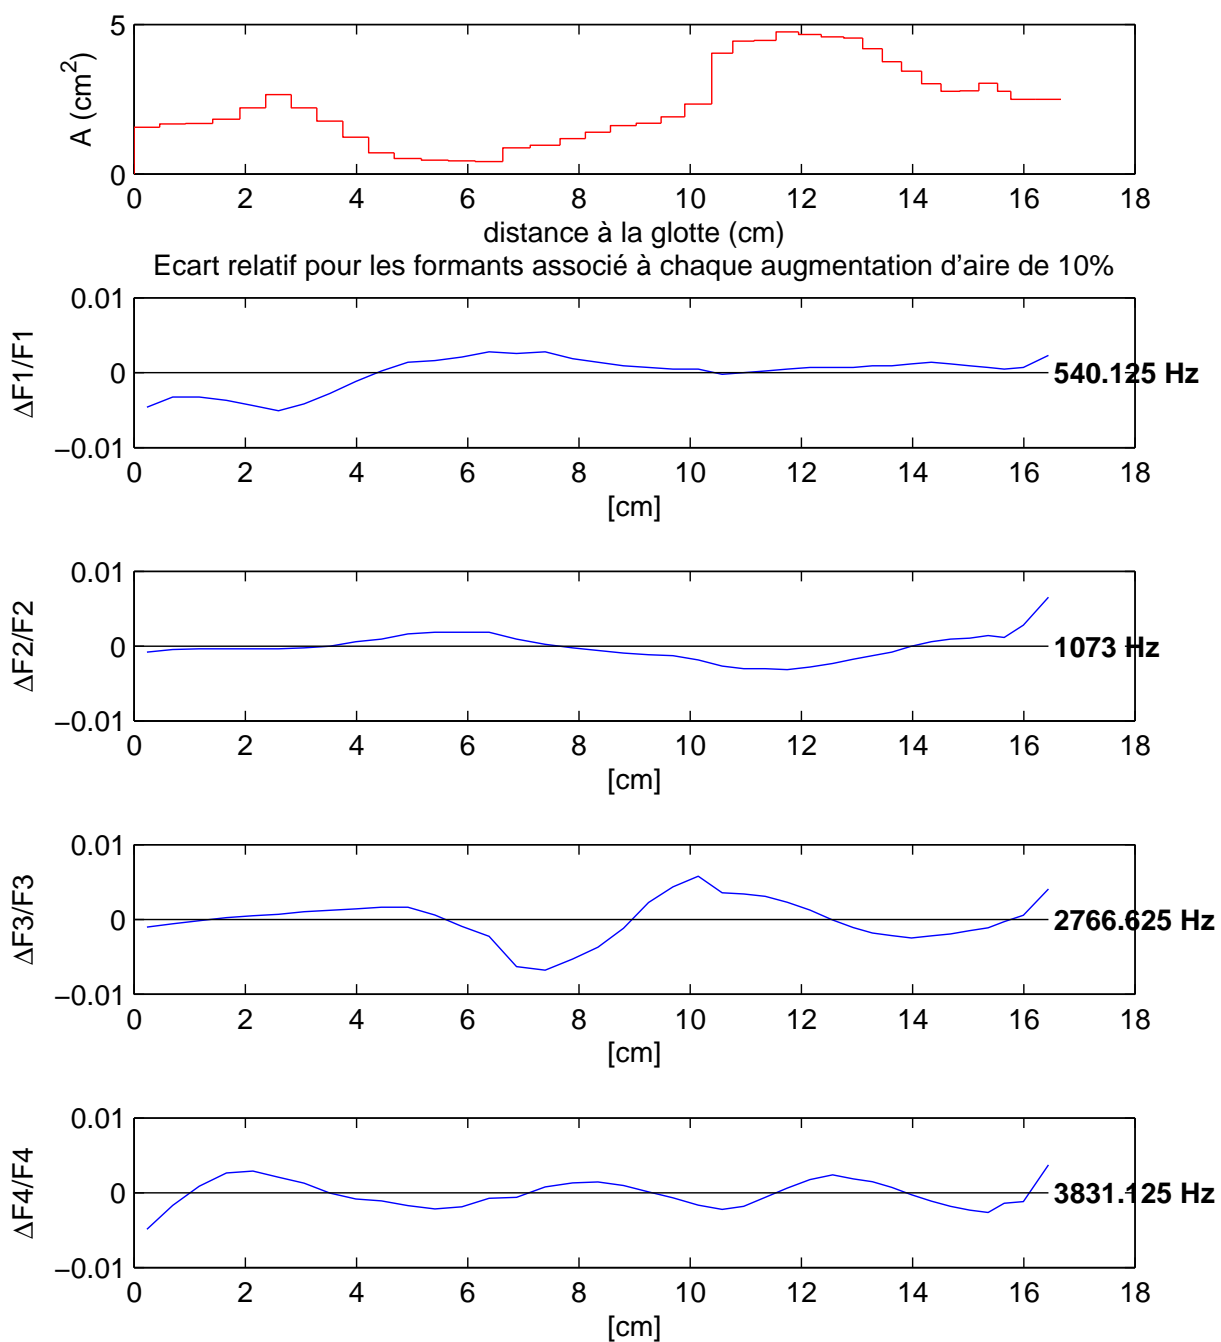 5
0
A (cm²)
0 2 4 6 8 10 12 14 16 18
distance à la glotte (cm)
Ecart relatif pour les formants associé à chaque augmentation d'aire de 10%
0.01
0
−0.01
ΔF1/F1
540.125 Hz
0 2 4 6 8 10 12 14 16 18
[cm]
0.01
0
−0.01
ΔF2/F2
1073 Hz
0 2 4 6 8 10 12 14 16 18
[cm]
0.01
0
−0.01
ΔF3/F3
2766.625 Hz
0 2 4 6 8 10 12 14 16 18
[cm]
0.01
0
−0.01
ΔF4/F4
3831.125 Hz
0 2 4 6 8 10 12 14 16 18
[cm]